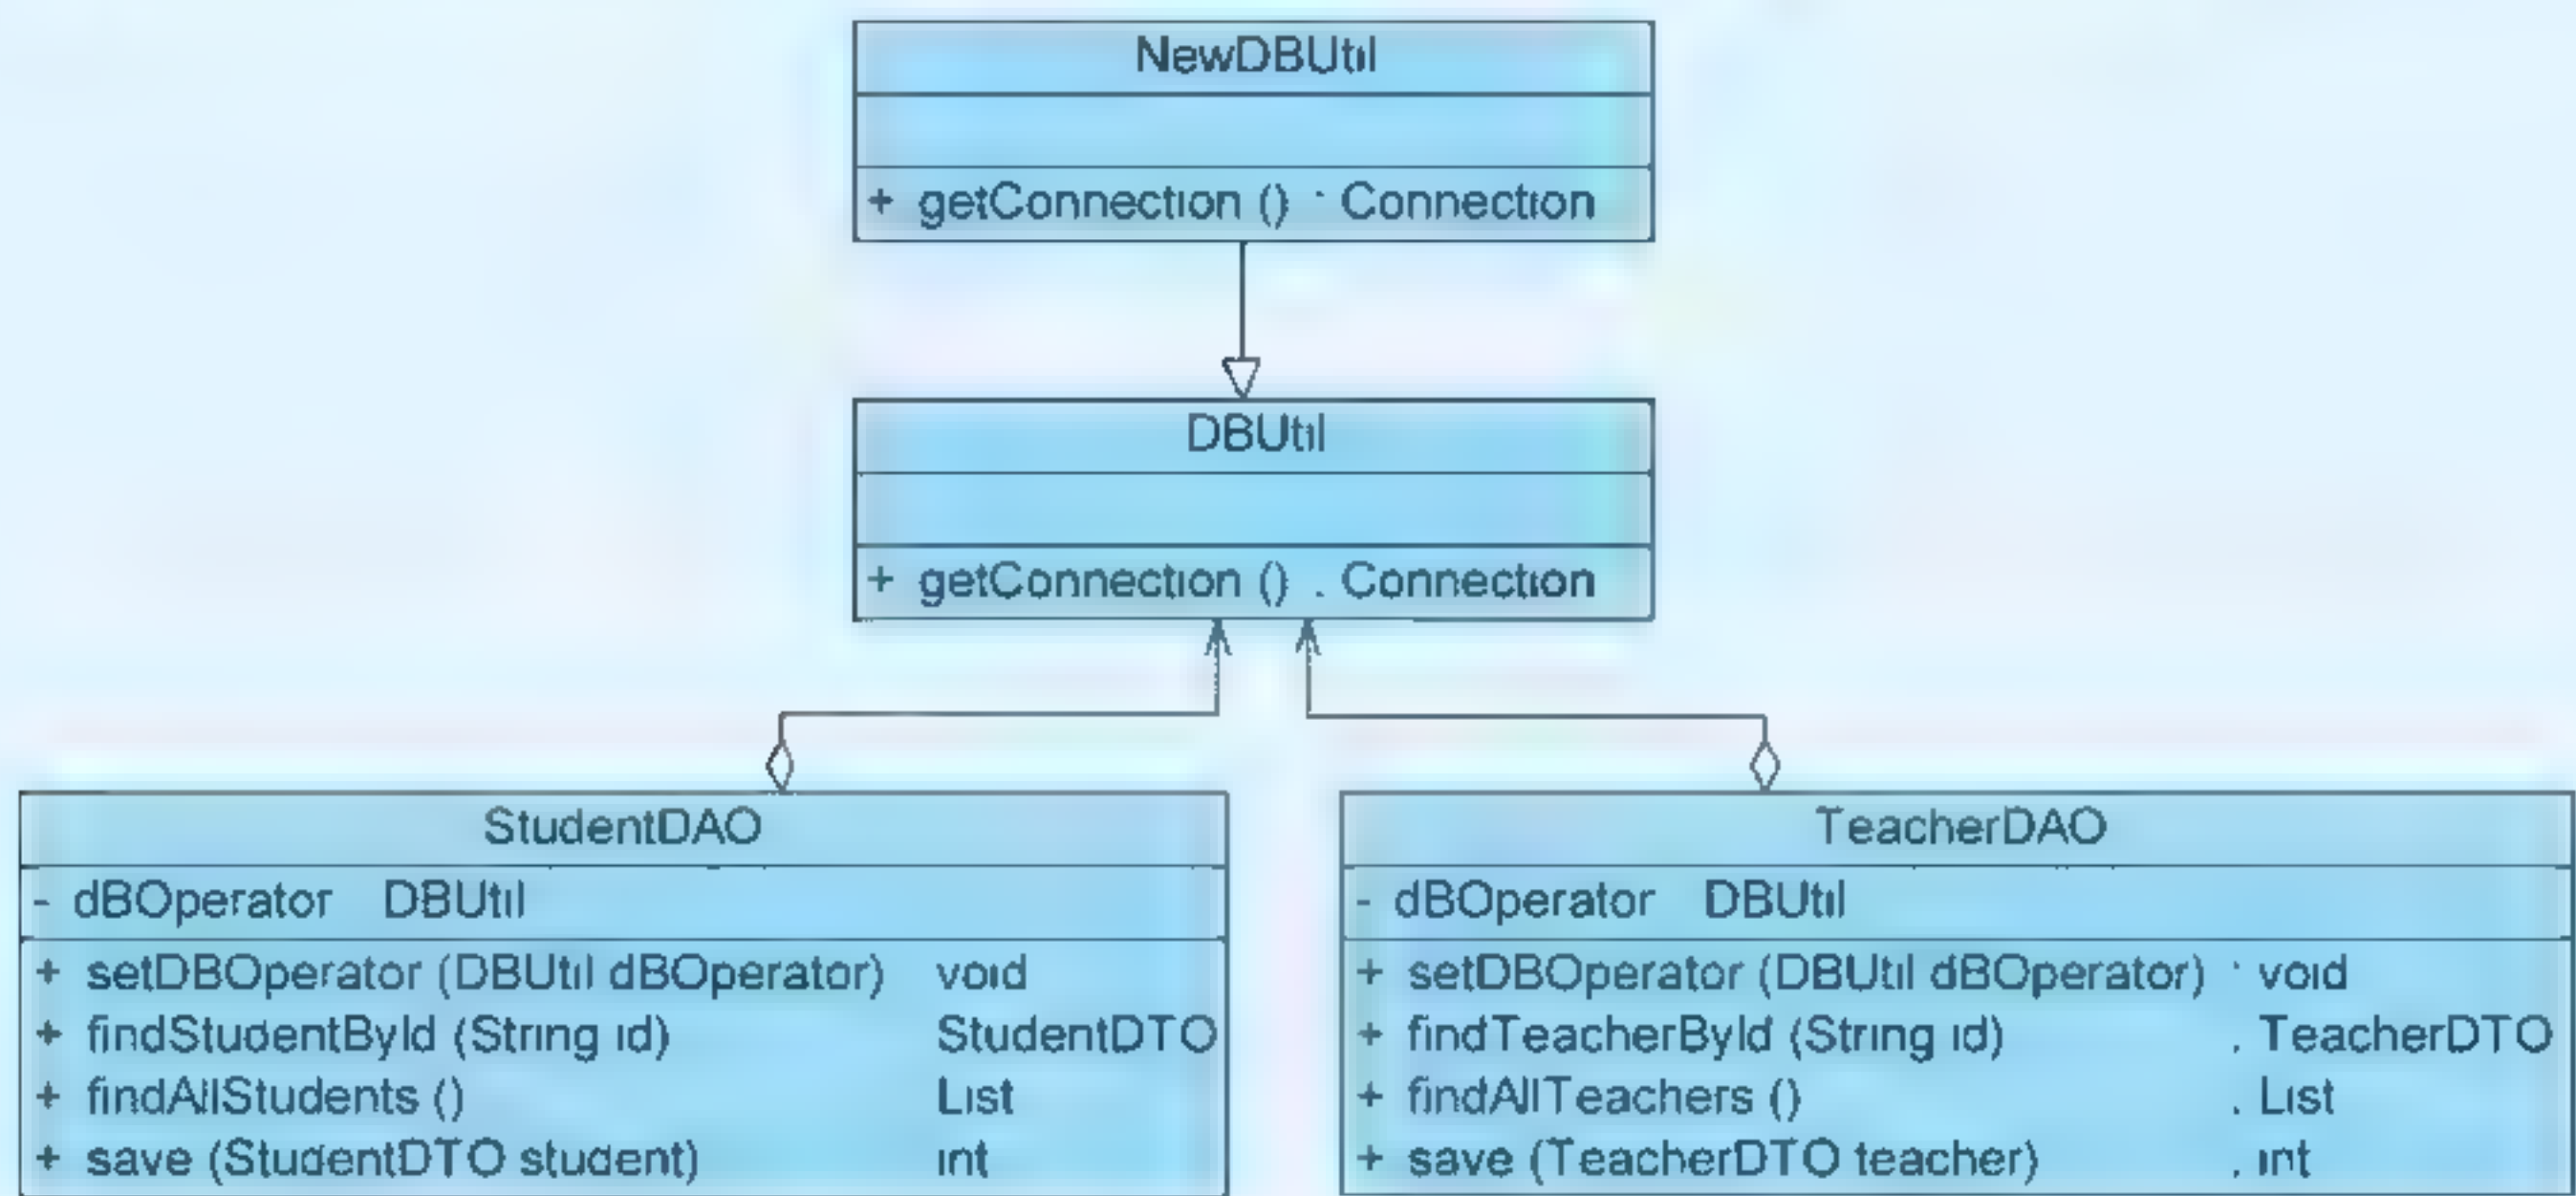 NewDBUtil
+ getConnection () : Connection
DBUtil
+ getConnection () : Connection
StudentDAO
- dBOperator DBUtil
+ setDBOperator (DBUtil dBOperator) void
+ findStudentById (String id) StudentDTO
+ findAllStudents () List
+ save (StudentDTO student) int
TeacherDAO
- dBOperator DBUtil
+ setDBOperator (DBUtil dBOperator) : void
+ findTeacherById (String id) : TeacherDTO
+ findAllTeachers () : List
+ save (TeacherDTO teacher) : int